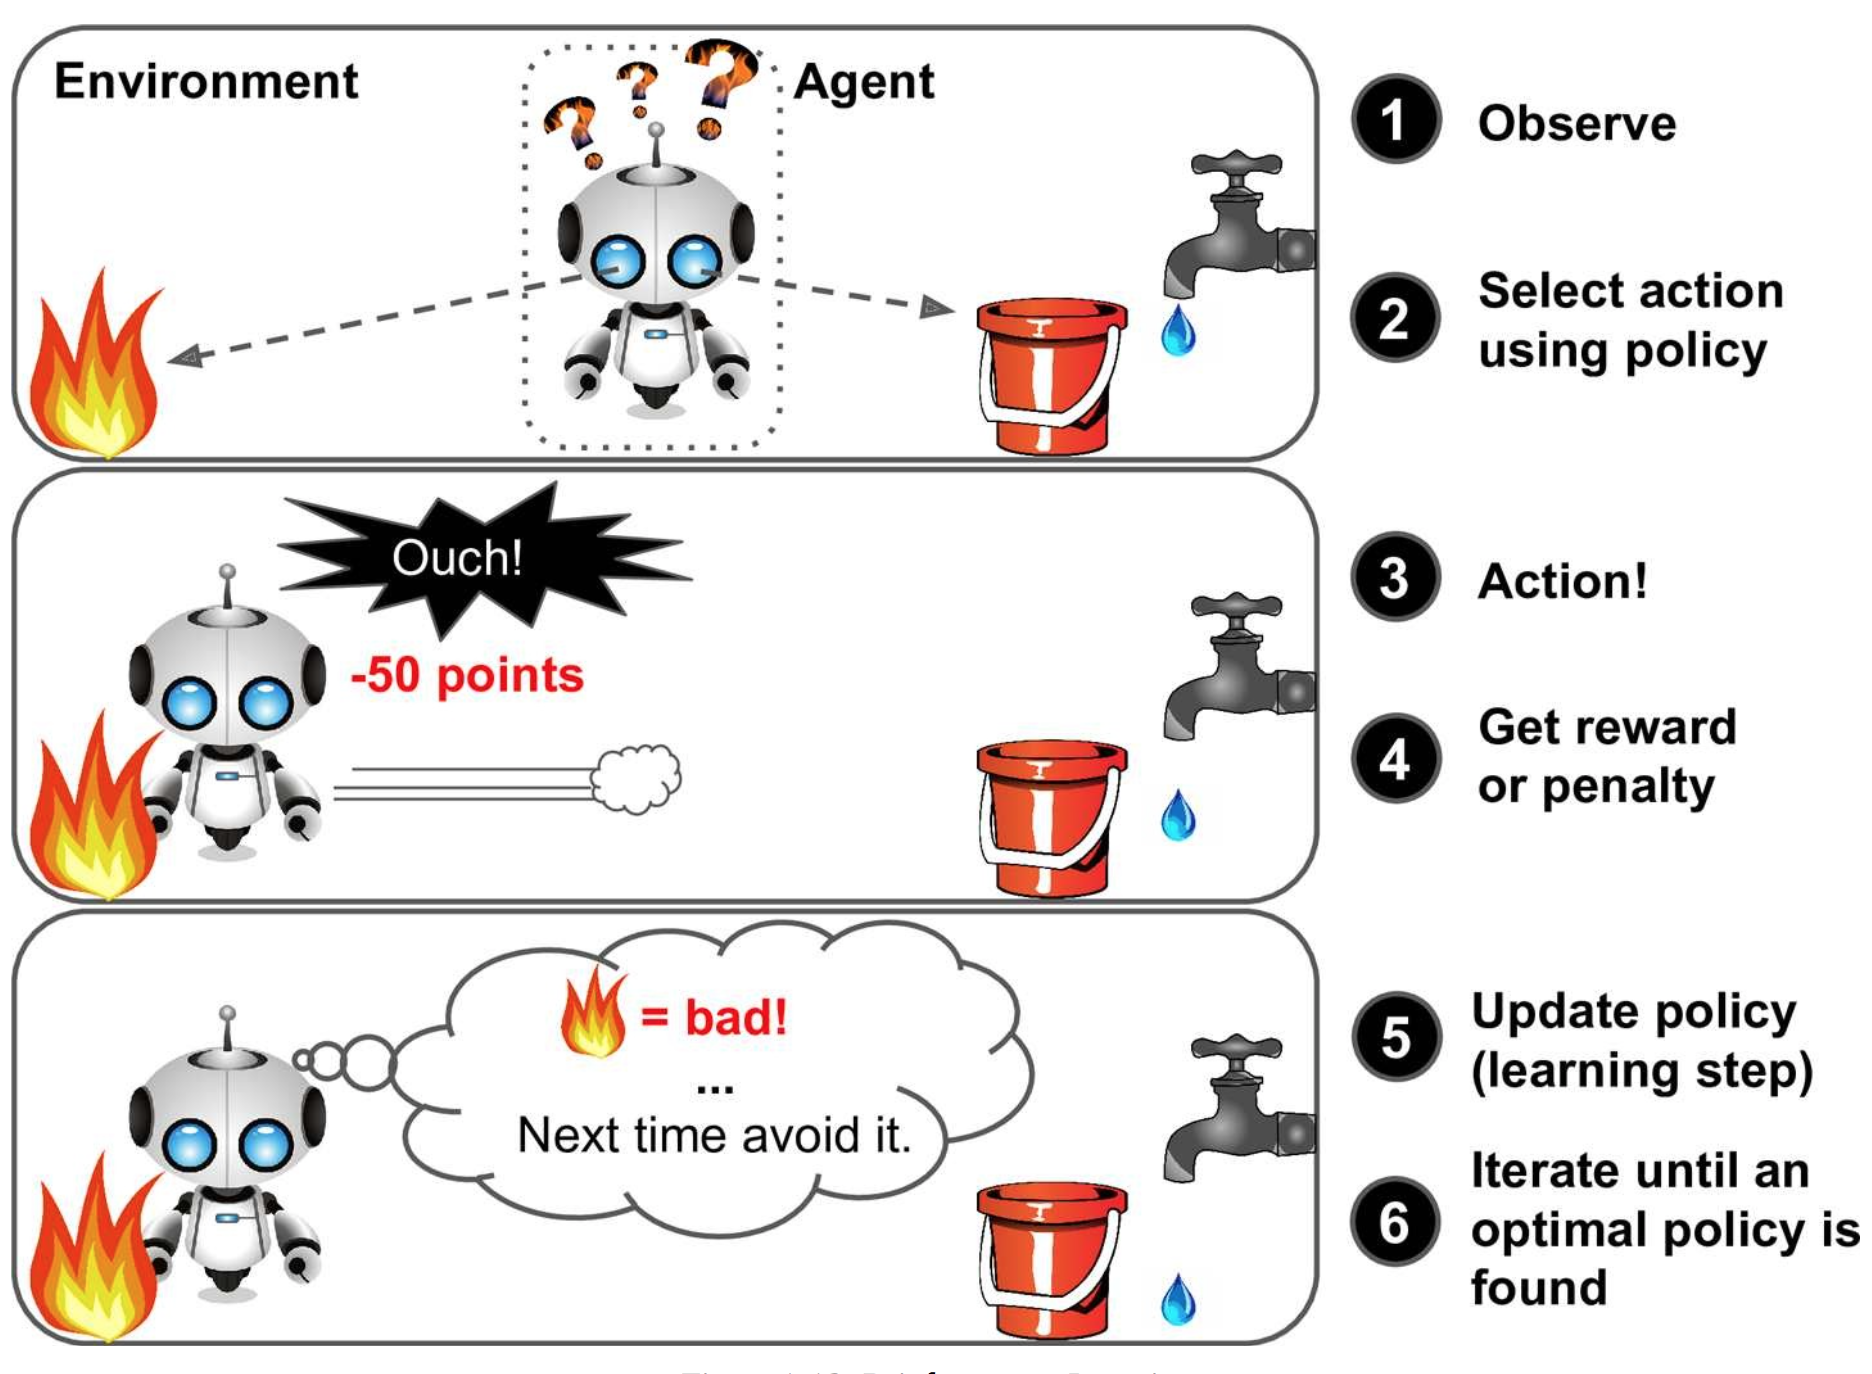 Environment
Agent
1 Observe
2 Select action
using policy
Ouch!
-50 points
3 Action!
4 Get reward
or penalty
= bad!
...
Next time avoid it.
5 Update policy
(learning step)
6 Iterate until an
optimal policy is
found